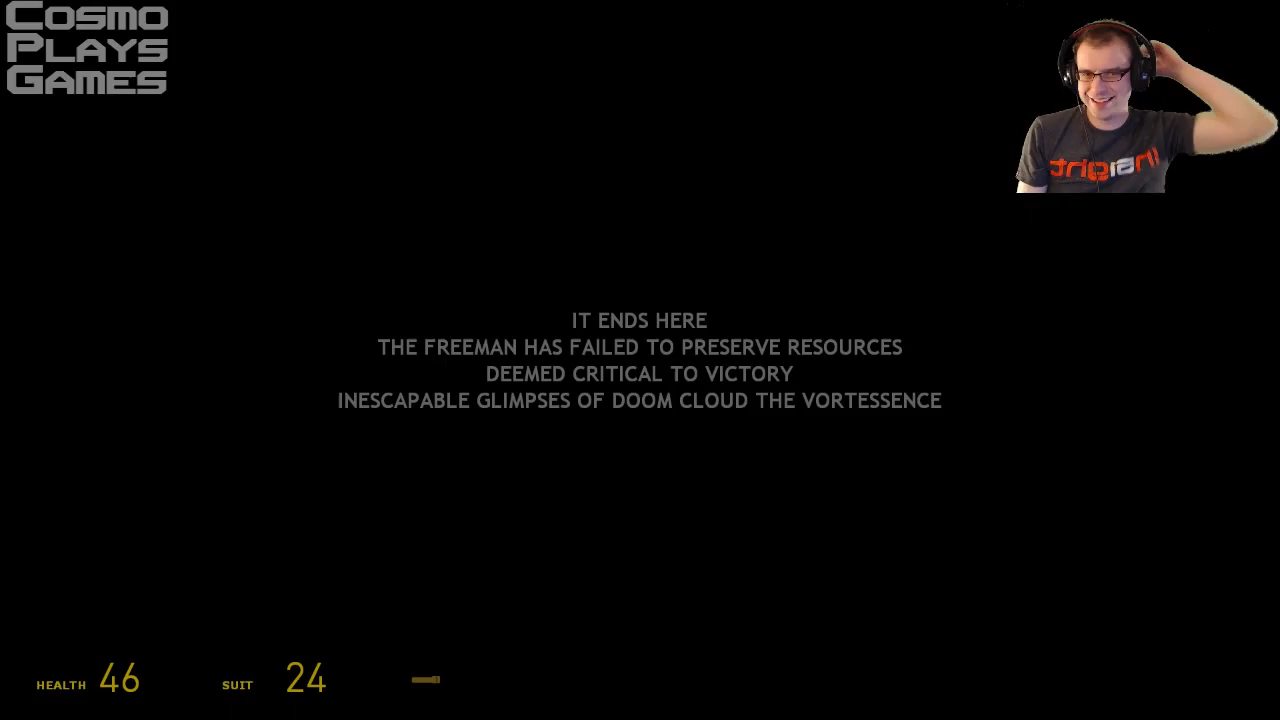 COSMO
PLAYS
GAMES
IT ENDS HERE
THE FREEMAN HAS FAILED TO PRESERVE RESOURCES
DEEMED CRITICAL TO VICTORY
INESCAPABLE GLIMPSES OF DOOM CLOUD THE VORTESSENCE
HEALTH 46 SUIT 24